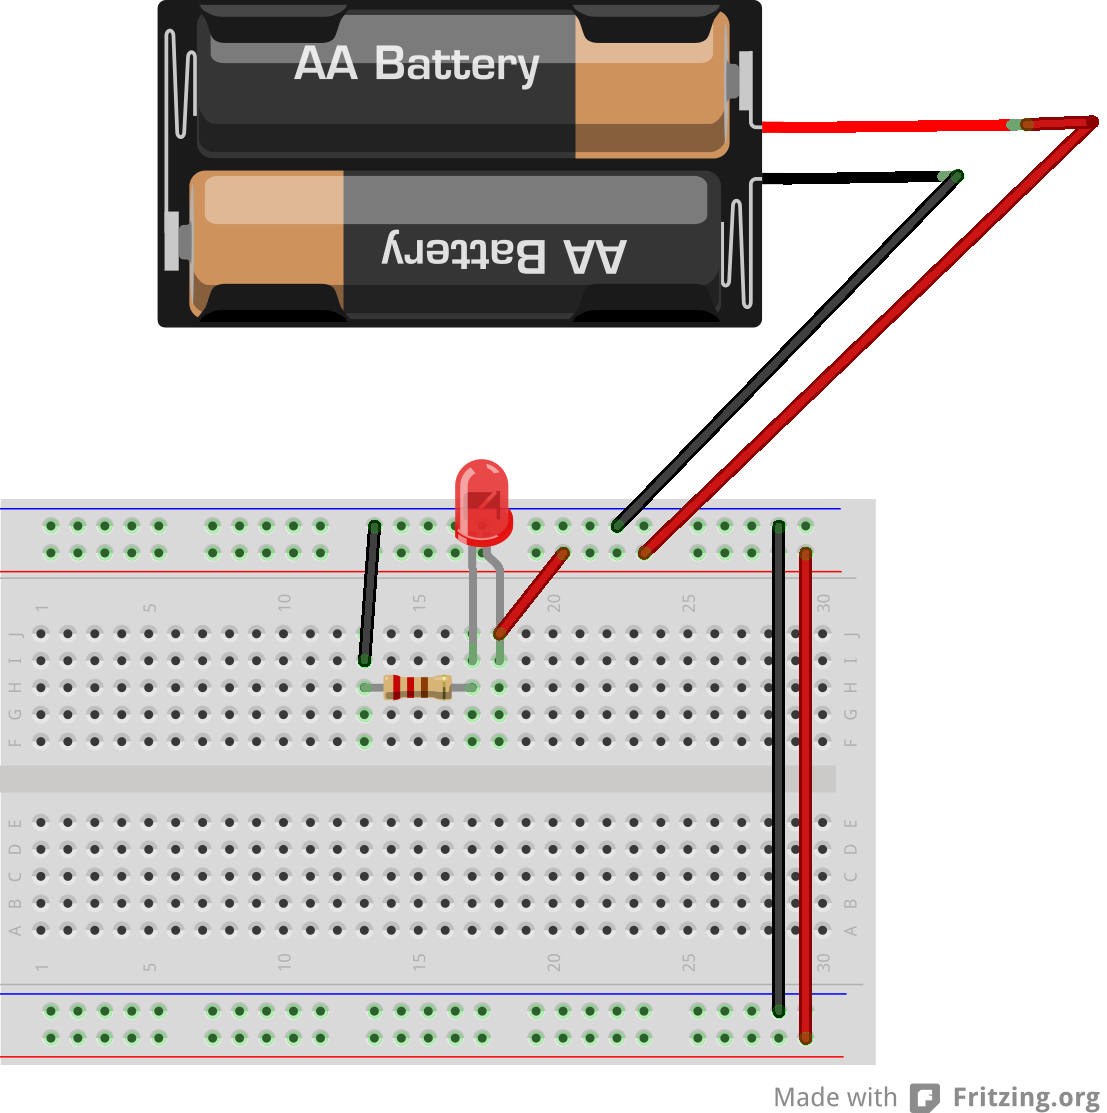 AA Battery
AA Battery
1 5 10 15 20 25 30
J J
I I
H H
G G
F F
E E
D D
C C
B B
A A
1 5 10 15 20 25 30
Made with Fritzing.org